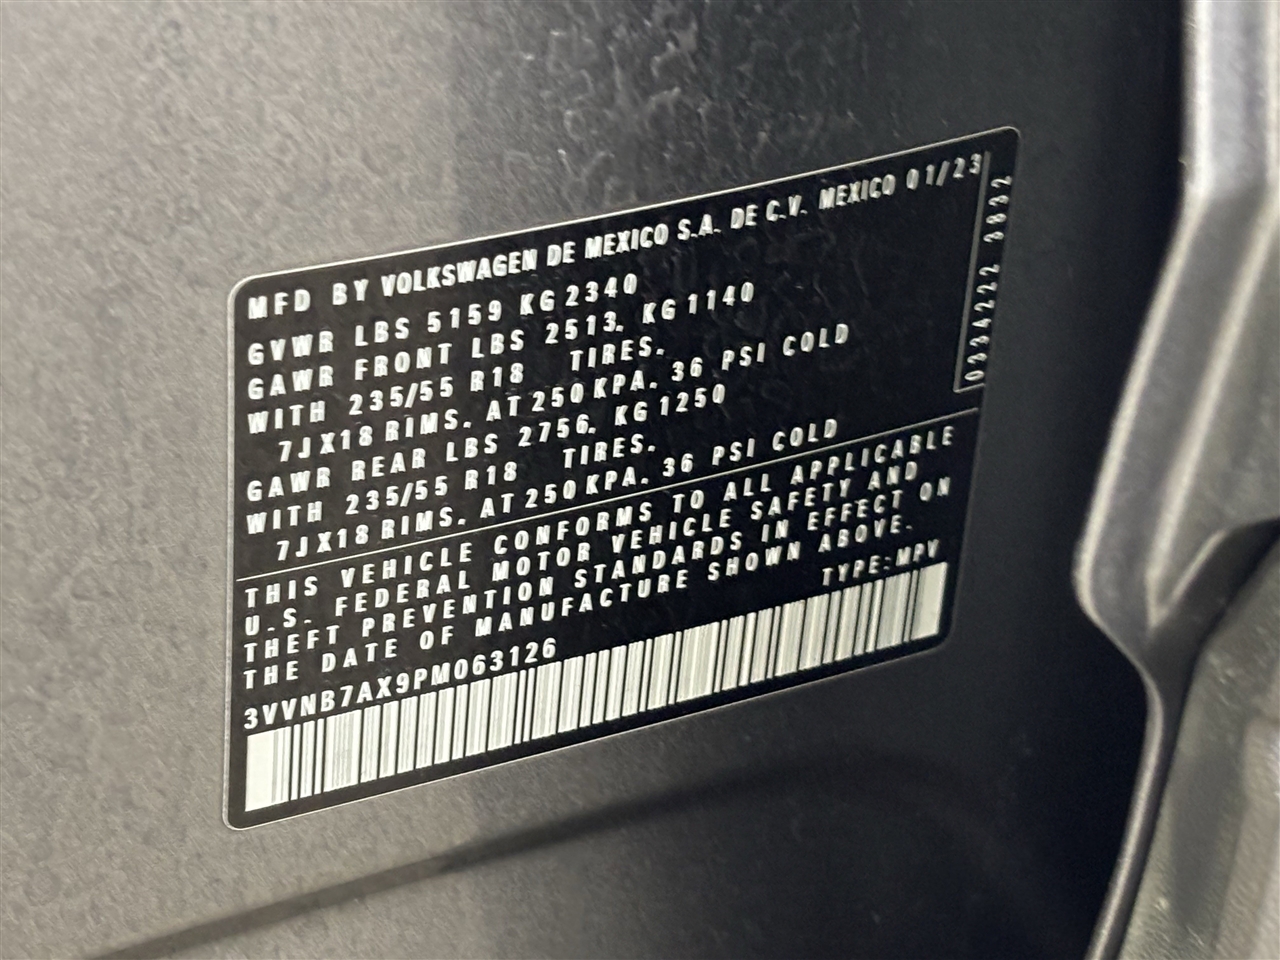 MFD BY VOLKSWAGEN DE MEXICO S.A. DE C.V. MEXICO 01/23
GVWR LBS 5159 KG 2340
GAWR FRONT LBS 2513. KG 1140
WITH 235/55 R18 TIRES.
7JX18 RIMS. AT 250 KPA. 36 PSI COLD
GAWR REAR LBS 2756. KG 1250
WITH 235/55 R18 TIRES.
7JX18 RIMS. AT 250 KPA. 36 PSI COLD
0334222 3832
THIS VEHICLE CONFORMS TO ALL APPLICABLE
U.S. FEDERAL MOTOR VEHICLE SAFETY AND
THEFT PREVENTION STANDARDS IN EFFECT ON
THE DATE OF MANUFACTURE SHOWN ABOVE.
TYPE:MPV
3VVNB7AX9PM063126